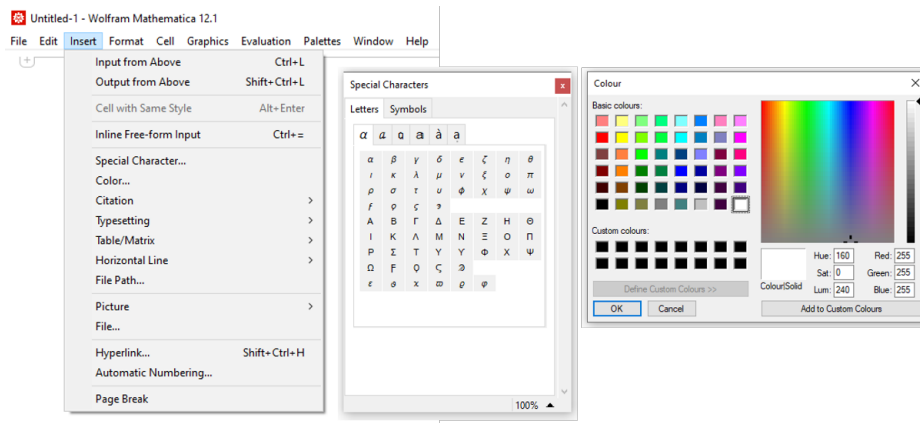 Untitled-1 - Wolfram Mathematica 12.1
File Edit Insert Format Cell Graphics Evaluation Palettes Window Help
Input from Above Ctrl+L
Output from Above Shift+Ctrl+L
Cell with Same Style Alt+Enter
Inline Free-form Input Ctrl+=
Special Character...
Color...
Citation >
Typesetting >
Table/Matrix >
Horizontal Line >
File Path...
Picture >
File...
Hyperlink... Shift+Ctrl+H
Automatic Numbering...
Page Break
Special Characters x
Letters Symbols
α a a à
α β γ δ ϵ ζ η θ
ι κ λ μ ν ξ ο π
ρ σ τ υ ϕ χ ψ ω
ς
Α Β Γ Δ Ε Ζ Η Θ
Ι Κ Λ Μ Ν Ξ Ο Π
Ρ Σ Τ Υ ϒ Φ Χ Ψ
Ω Ϛ
ε ϖ ϱ φ
100%
Colour
Basic colours:
Custom colours:
Define Custom Colours >>
OK Cancel
Colour|Solid
Hue: 160 Red: 255
Sat: 0 Green: 255
Lum: 240 Blue: 255
Add to Custom Colours